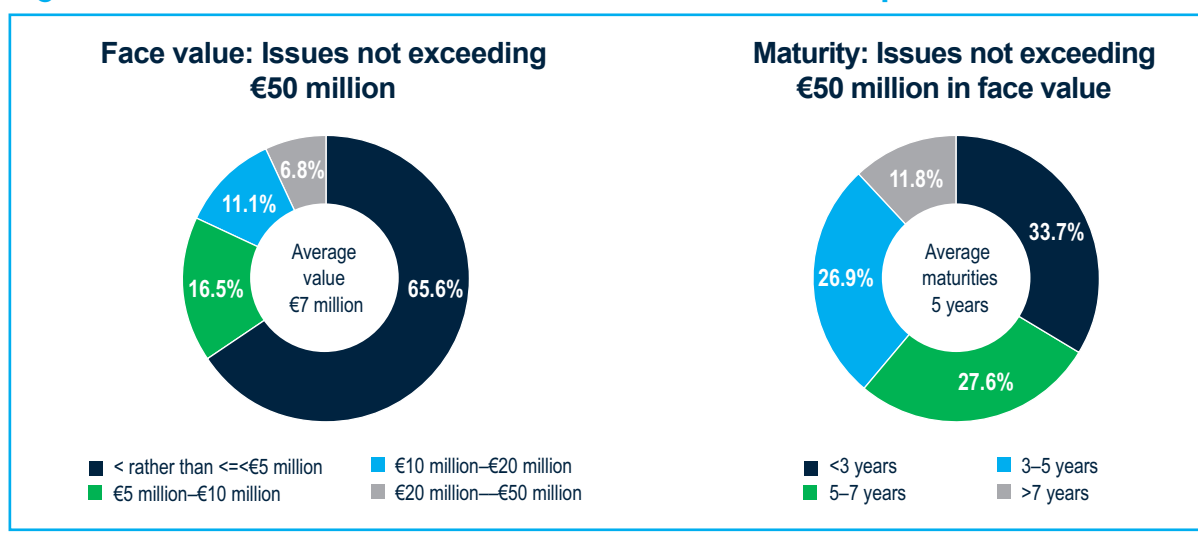 Face value: Issues not exceeding
€50 million
6.8%
11.1%
16.5%
65.6%
Average
value
€7 million
< rather than <=<€5 million
€10 million–€20 million
€5 million–€10 million
€20 million—€50 million
Maturity: Issues not exceeding
€50 million in face value
11.8%
33.7%
26.9%
27.6%
Average
maturities
5 years
<3 years
3–5 years
5–7 years
>7 years